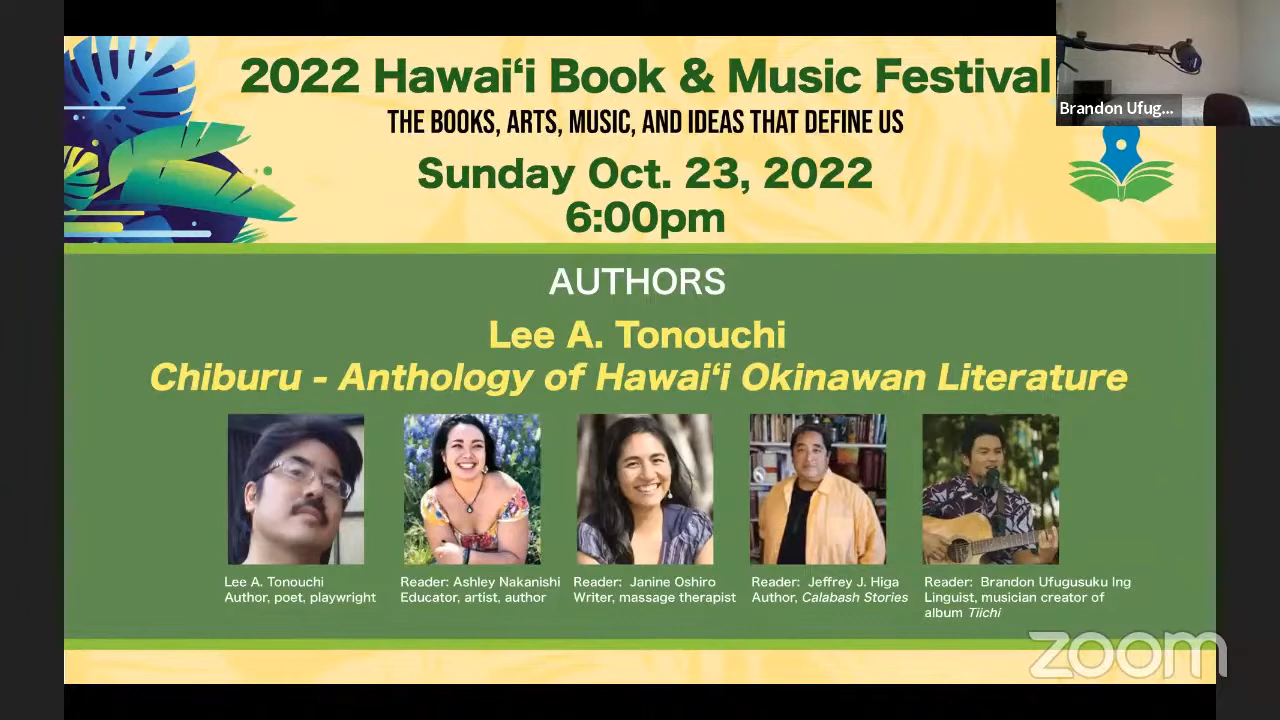 2022 Hawaiʻi Book & Music Festival
THE BOOKS, ARTS, MUSIC, AND IDEAS THAT DEFINE US
Sunday Oct. 23, 2022
6:00pm
Brandon Ufug...
AUTHORS
Lee A. Tonouchi
Chiburu - Anthology of Hawaiʻi Okinawan Literature
Lee A. Tonouchi
Author, poet, playwright
Reader: Ashley Nakanishi
Educator, artist, author
Reader: Janine Oshiro
Writer, massage therapist
Reader: Jeffrey J. Higa
Author, Calabash Stories
Reader: Brandon Ufugusuku Ing
Linguist, musician creator of
album Tiichi
zoom